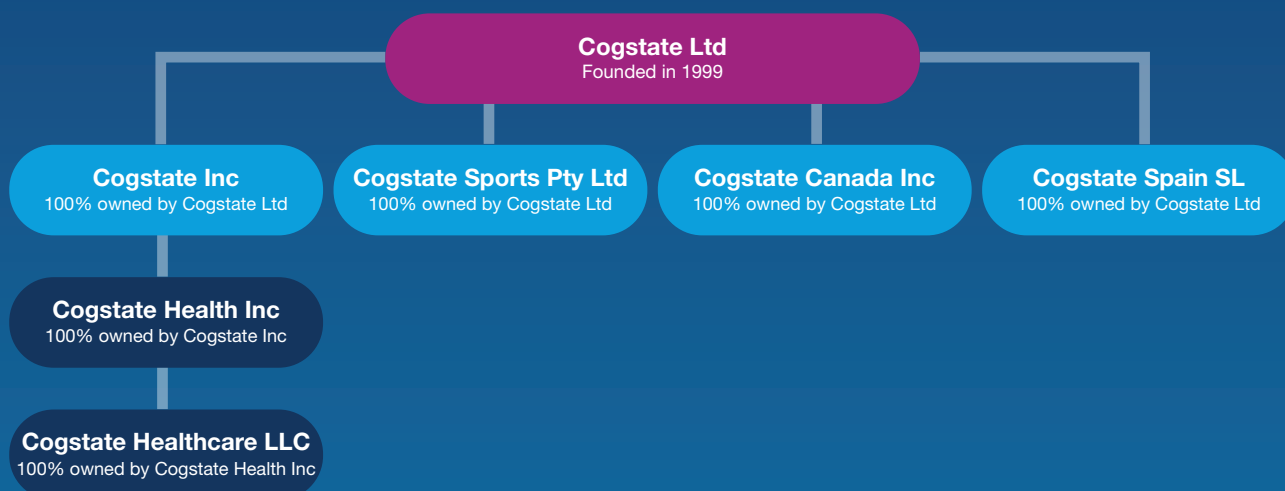 Cogstate Ltd
Founded in 1999
Cogstate Inc
100% owned by Cogstate Ltd
Cogstate Sports Pty Ltd
100% owned by Cogstate Ltd
Cogstate Canada Inc
100% owned by Cogstate Ltd
Cogstate Spain SL
100% owned by Cogstate Ltd
Cogstate Health Inc
100% owned by Cogstate Inc
Cogstate Healthcare LLC
100% owned by Cogstate Health Inc